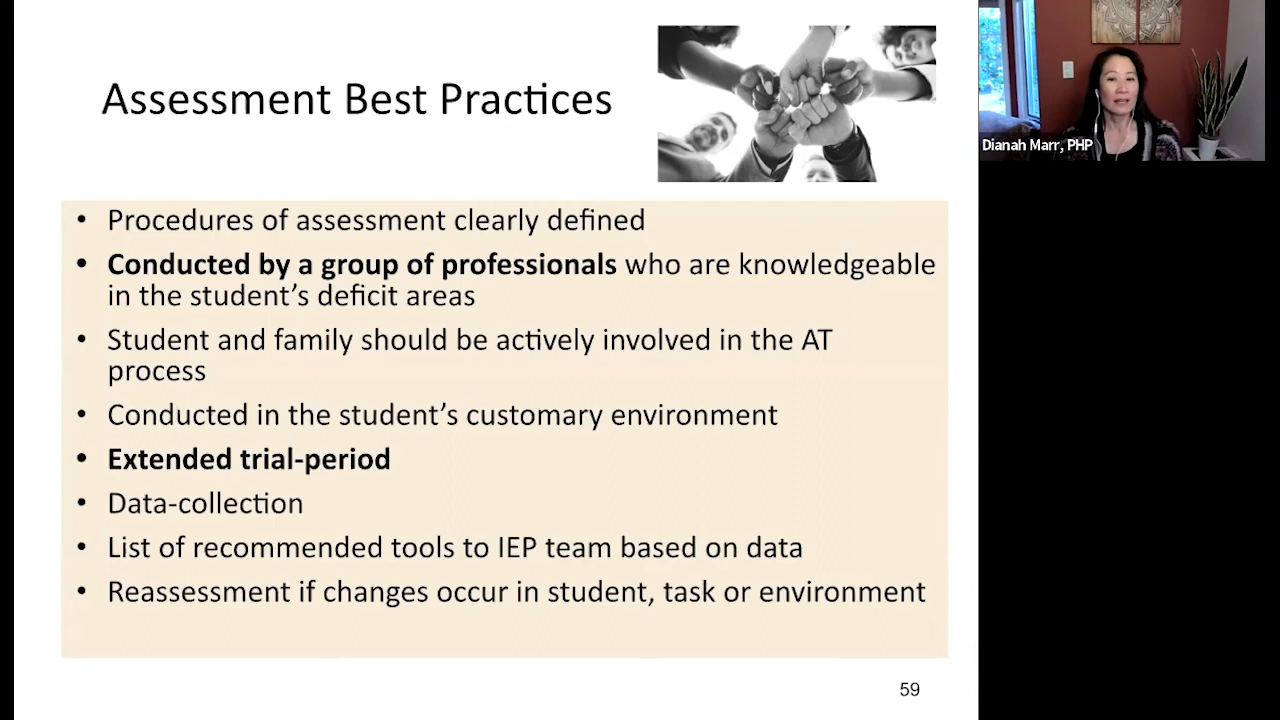 Assessment Best Practices
Dianah Marr, PHP
• Procedures of assessment clearly defined
• Conducted by a group of professionals who are knowledgeable
in the student’s deficit areas
• Student and family should be actively involved in the AT
process
• Conducted in the student’s customary environment
• Extended trial-period
• Data-collection
• List of recommended tools to IEP team based on data
• Reassessment if changes occur in student, task or environment
59